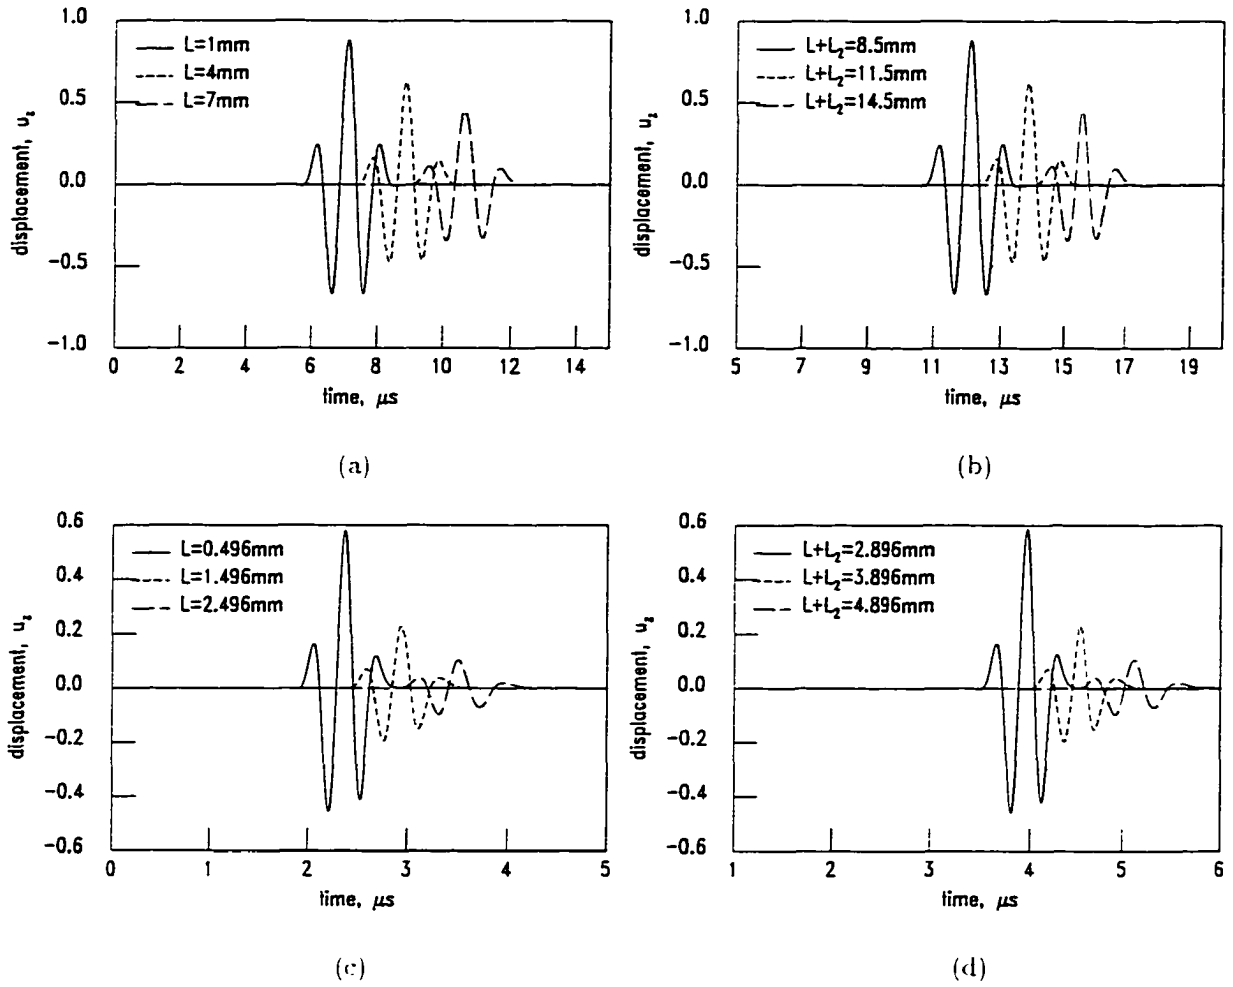 1.0
0.5
0.0
−0.5
−1.0
displacement, u_z
L=1mm
L=4mm
L=7mm
0 2 4 6 8 10 12 14
time, μs
(a)
1.0
0.5
0.0
−0.5
−1.0
displacement, u_z
L+L₂=8.5mm
L+L₂=11.5mm
L+L₂=14.5mm
5 7 9 11 13 15 17 19
time, μs
(b)
0.6
0.4
0.2
0.0
−0.2
−0.4
−0.6
displacement, u_z
L=0.496mm
L=1.496mm
L=2.496mm
0 1 2 3 4 5
time, μs
(c)
0.6
0.4
0.2
0.0
−0.2
−0.4
−0.6
displacement, u_z
L+L₂=2.896mm
L+L₂=3.896mm
L+L₂=4.896mm
1 2 3 4 5 6
time, μs
(d)